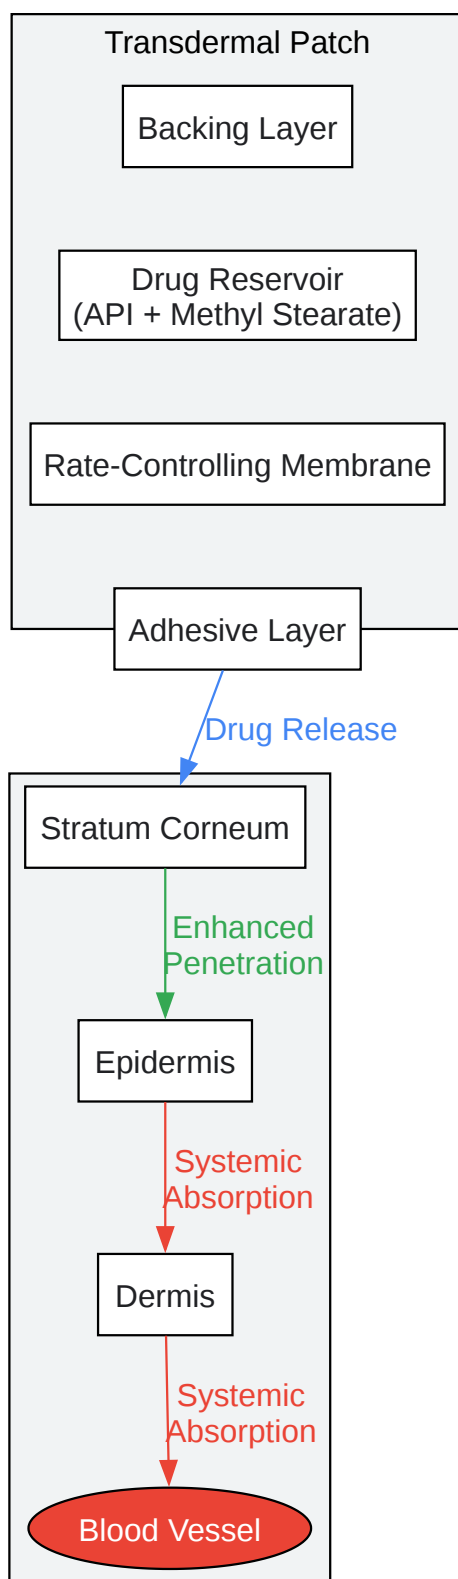 Transdermal Patch
Backing Layer
Drug Reservoir
(API + Methyl Stearate)
Rate-Controlling Membrane
Adhesive Layer
Drug Release
Stratum Corneum
Enhanced
Penetration
Epidermis
Systemic
Absorption
Dermis
Systemic
Absorption
Blood Vessel